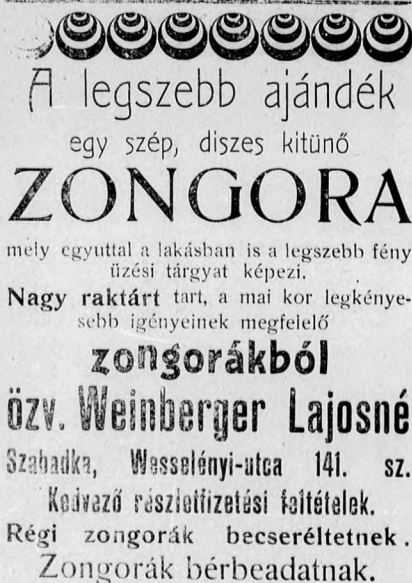 A legszebb ajándék
egy szép, diszes kitünő
ZONGORA
mely egyuttal a lakásban is a legszebb fény
üzési tárgyat képezi.
Nagy raktárt tart, a mai kor legkénye-
sebb igényeinek megfelelő
zongorákból
özv. Weinberger Lajosné
Szabadka, Wesselényi-utca 141. sz.
Kedvező részletfizetési feltételek.
Régi zongorák becseréltetnek.
Zongorák bérbeadatnak.